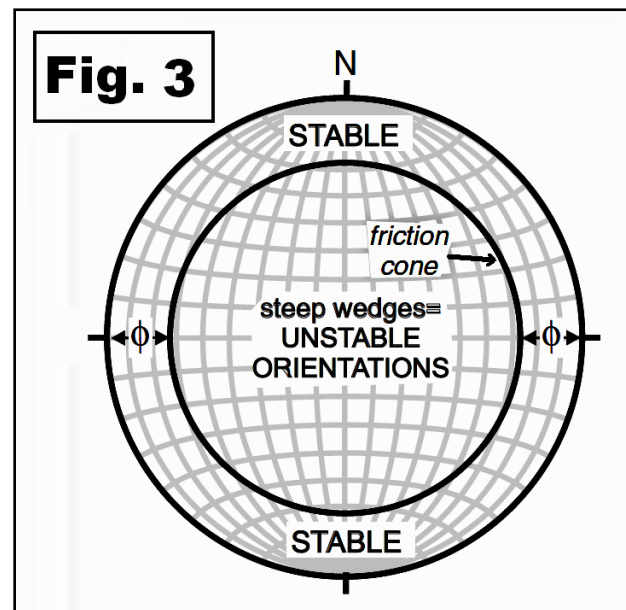 Fig. 3
N
STABLE
friction
cone
steep wedges=
UNSTABLE
ORIENTATIONS
ϕ
ϕ
STABLE